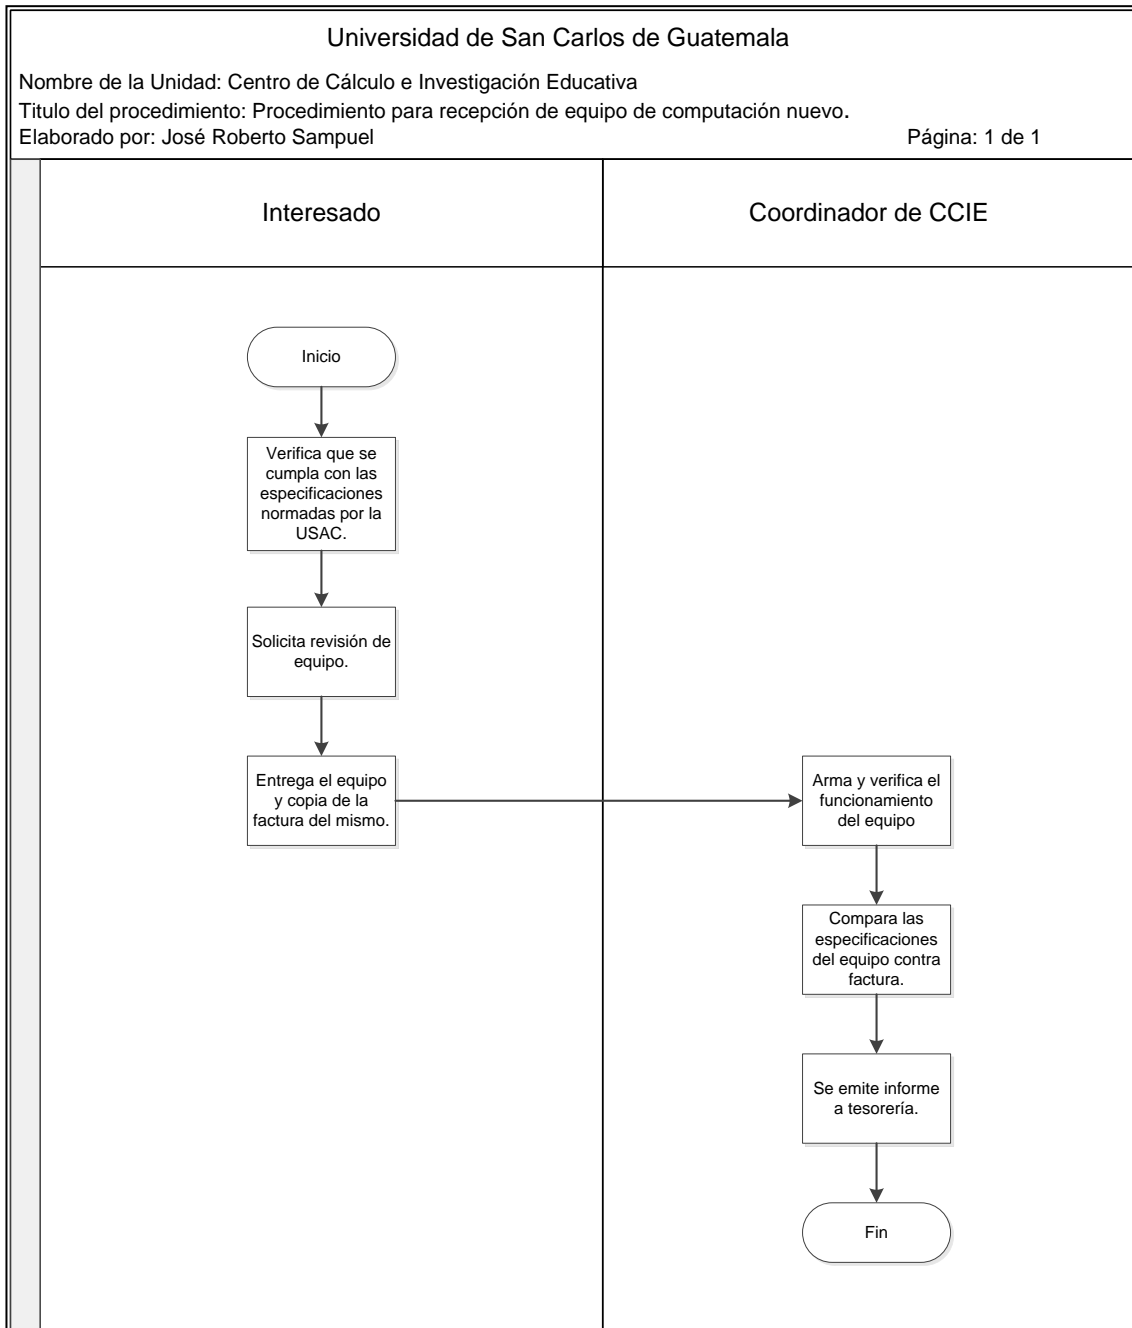 Universidad de San Carlos de Guatemala
Nombre de la Unidad: Centro de Cálculo e Investigación Educativa
Titulo del procedimiento: Procedimiento para recepción de equipo de computación nuevo.
Elaborado por: José Roberto Sampuel
Página: 1 de 1
Interesado
Coordinador de CCIE
Inicio
Verifica que se
cumpla con las
especificaciones
normadas por la
USAC.
Solicita revisión de
equipo.
Entrega el equipo
y copia de la
factura del mismo.
Arma y verifica el
funcionamiento
del equipo
Compara las
especificaciones
del equipo contra
factura.
Se emite informe
a tesorería.
Fin